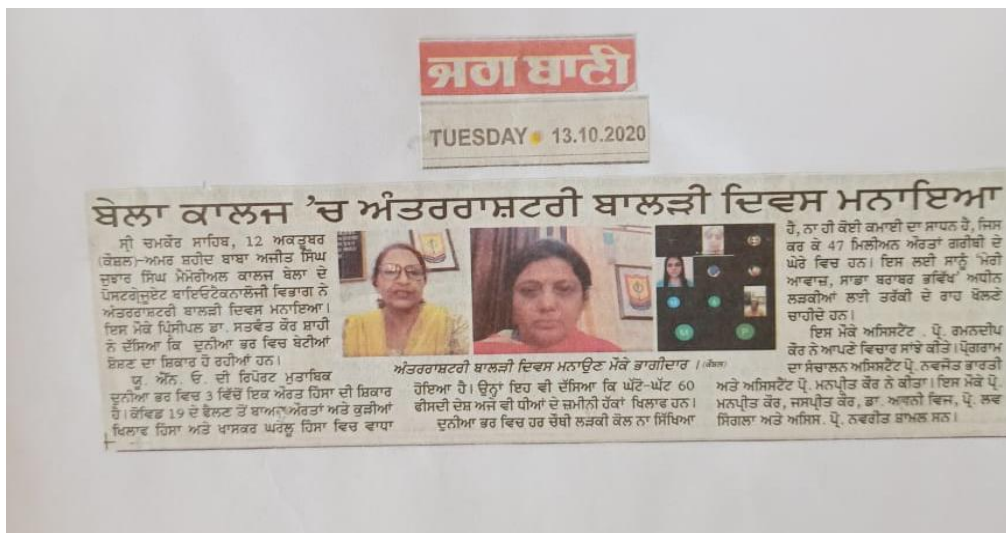 ਜਗ ਬਾਣੀ
TUESDAY 13.10.2020
ਬੇਲਾ ਕਾਲਜ ’ਚ ਅੰਤਰਰਾਸ਼ਟਰੀ ਬਾਲੜੀ ਦਿਵਸ ਮਨਾਇਆ
ਸ੍ਰੀ ਚਮਕੌਰ ਸਾਹਿਬ, 12 ਅਕਤੂਬਰ
(ਕੌਸ਼ਲ)-ਅਮਰ ਸ਼ਹੀਦ ਬਾਬਾ ਅਜੀਤ ਸਿੰਘ
ਜੁਝਾਰ ਸਿੰਘ ਮੈਮੋਰੀਅਲ ਕਾਲਜ ਬੇਲਾ ਦੇ
ਪੋਸਟਗ੍ਰੈਜੂਏਟ ਬਾਇਓਟੈਕਨਾਲੋਜੀ ਵਿਭਾਗ ਨੇ
ਅੰਤਰਰਾਸ਼ਟਰੀ ਬਾਲੜੀ ਦਿਵਸ ਮਨਾਇਆ।
ਇਸ ਮੌਕੇ ਪ੍ਰਿੰਸੀਪਲ ਡਾ. ਸਤਵੰਤ ਕੌਰ ਸ਼ਾਹੀ
ਨੇ ਦੱਸਿਆ ਕਿ ਦੁਨੀਆ ਭਰ ਵਿਚ ਬੇਟੀਆਂ
ਸ਼ੋਸ਼ਣ ਦਾ ਸ਼ਿਕਾਰ ਹੋ ਰਹੀਆਂ ਹਨ।
ਯੂ. ਐੱਨ. ਓ. ਦੀ ਰਿਪੋਰਟ ਮੁਤਾਬਿਕ
ਦੁਨੀਆ ਭਰ ਵਿਚ 3 ਵਿੱਚੋਂ ਇਕ ਔਰਤ ਹਿੰਸਾ ਦੀ ਸ਼ਿਕਾਰ
ਹੈ। ਕੋਵਿਡ 19 ਦੇ ਫੈਲਣ ਤੋਂ ਬਾਅਦ ਔਰਤਾਂ ਅਤੇ ਕੁੜੀਆਂ
ਖਿਲਾਫ ਹਿੰਸਾ ਅਤੇ ਖਾਸਕਰ ਘਰੇਲੂ ਹਿੰਸਾ ਵਿਚ ਵਾਧਾ
ਅੰਤਰਰਾਸ਼ਟਰੀ ਬਾਲੜੀ ਦਿਵਸ ਮਨਾਉਣ ਮੌਕੇ ਭਾਗੀਦਾਰ। (ਕੌਸ਼ਲ)
ਹੋਇਆ ਹੈ। ਉਨ੍ਹਾਂ ਇਹ ਵੀ ਦੱਸਿਆ ਕਿ ਘੱਟੋ-ਘੱਟ 60
ਫੀਸਦੀ ਦੇਸ਼ ਅਜੇ ਵੀ ਧੀਆਂ ਦੇ ਜ਼ਮੀਨੀ ਹੱਕਾਂ ਖਿਲਾਫ ਹਨ।
ਦੁਨੀਆ ਭਰ ਵਿਚ ਹਰ ਚੌਥੀ ਲੜਕੀ ਕੋਲ ਨਾ ਸਿੱਖਿਆ
ਹੈ, ਨਾ ਹੀ ਕੋਈ ਕਮਾਈ ਦਾ ਸਾਧਨ ਹੈ, ਜਿਸ
ਕਰ ਕੇ 47 ਮਿਲੀਅਨ ਔਰਤਾਂ ਗਰੀਬੀ ਦੇ
ਘੇਰੇ ਵਿਚ ਹਨ। ਇਸ ਲਈ ਸਾਨੂੰ ‘ਮੇਰੀ
ਆਵਾਜ਼, ਸਾਡਾ ਬਰਾਬਰ ਭਵਿੱਖ’ ਅਧੀਨ
ਲੜਕੀਆਂ ਲਈ ਤਰੱਕੀ ਦੇ ਰਾਹ ਖੋਲਣੇ
ਚਾਹੀਦੇ ਹਨ।
ਇਸ ਮੌਕੇ ਅਸਿਸਟੈਂਟ . ਪ੍ਰੋ. ਰਮਨਦੀਪ
ਕੌਰ ਨੇ ਆਪਣੇ ਵਿਚਾਰ ਸਾਂਝੇ ਕੀਤੇ। ਪ੍ਰੋਗਰਾਮ
ਦਾ ਸੰਚਾਲਨ ਅਸਿਸਟੈਂਟ ਪ੍ਰੋ. ਨਵਜੋਤ ਭਾਰਤੀ
ਅਤੇ ਅਸਿਸਟੈਂਟ ਪ੍ਰੋ. ਮਨਪ੍ਰੀਤ ਕੌਰ ਨੇ ਕੀਤਾ। ਇਸ ਮੌਕੇ ਪ੍ਰੋ.
ਮਨਪ੍ਰੀਤ ਕੌਰ, ਜਸਪ੍ਰੀਤ ਕੌਰ, ਡਾ. ਅਵਨੀ ਵਿਜ, ਪ੍ਰੋ. ਲਵ
ਸਿੰਗਲਾ ਅਤੇ ਅਸਿਸ. ਪ੍ਰੋ. ਨਵਰੀਤ ਬਾਂਮਲ ਸਨ।